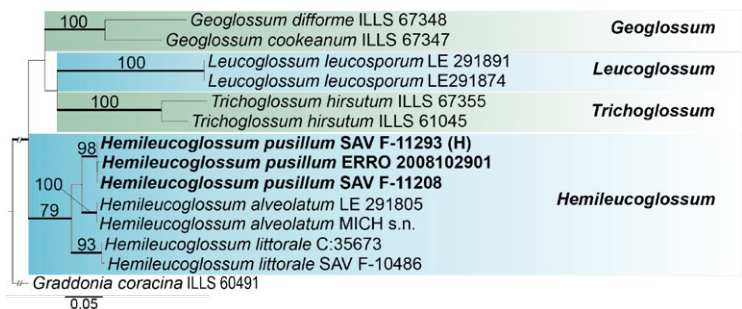 100
Geoglossum difforme ILLS 67348
Geoglossum cookeanum ILLS 67347
Geoglossum
100
Leucoglossum leucosporum LE 291891
Leucoglossum leucosporum LE291874
Leucoglossum
100
Trichoglossum hirsutum ILLS 67355
Trichoglossum hirsutum ILLS 61045
Trichoglossum
98
Hemileucoglossum pusillum SAV F-11293 (H)
Hemileucoglossum pusillum ERRO 2008102901
Hemileucoglossum pusillum SAV F-11208
100
Hemileucoglossum alveolatum LE 291805
Hemileucoglossum alveolatum MICH s.n.
Hemileucoglossum
79
93
Hemileucoglossum littorale C:35673
Hemileucoglossum littorale SAV F-10486
Graddonia coracina ILLS 60491
0.05